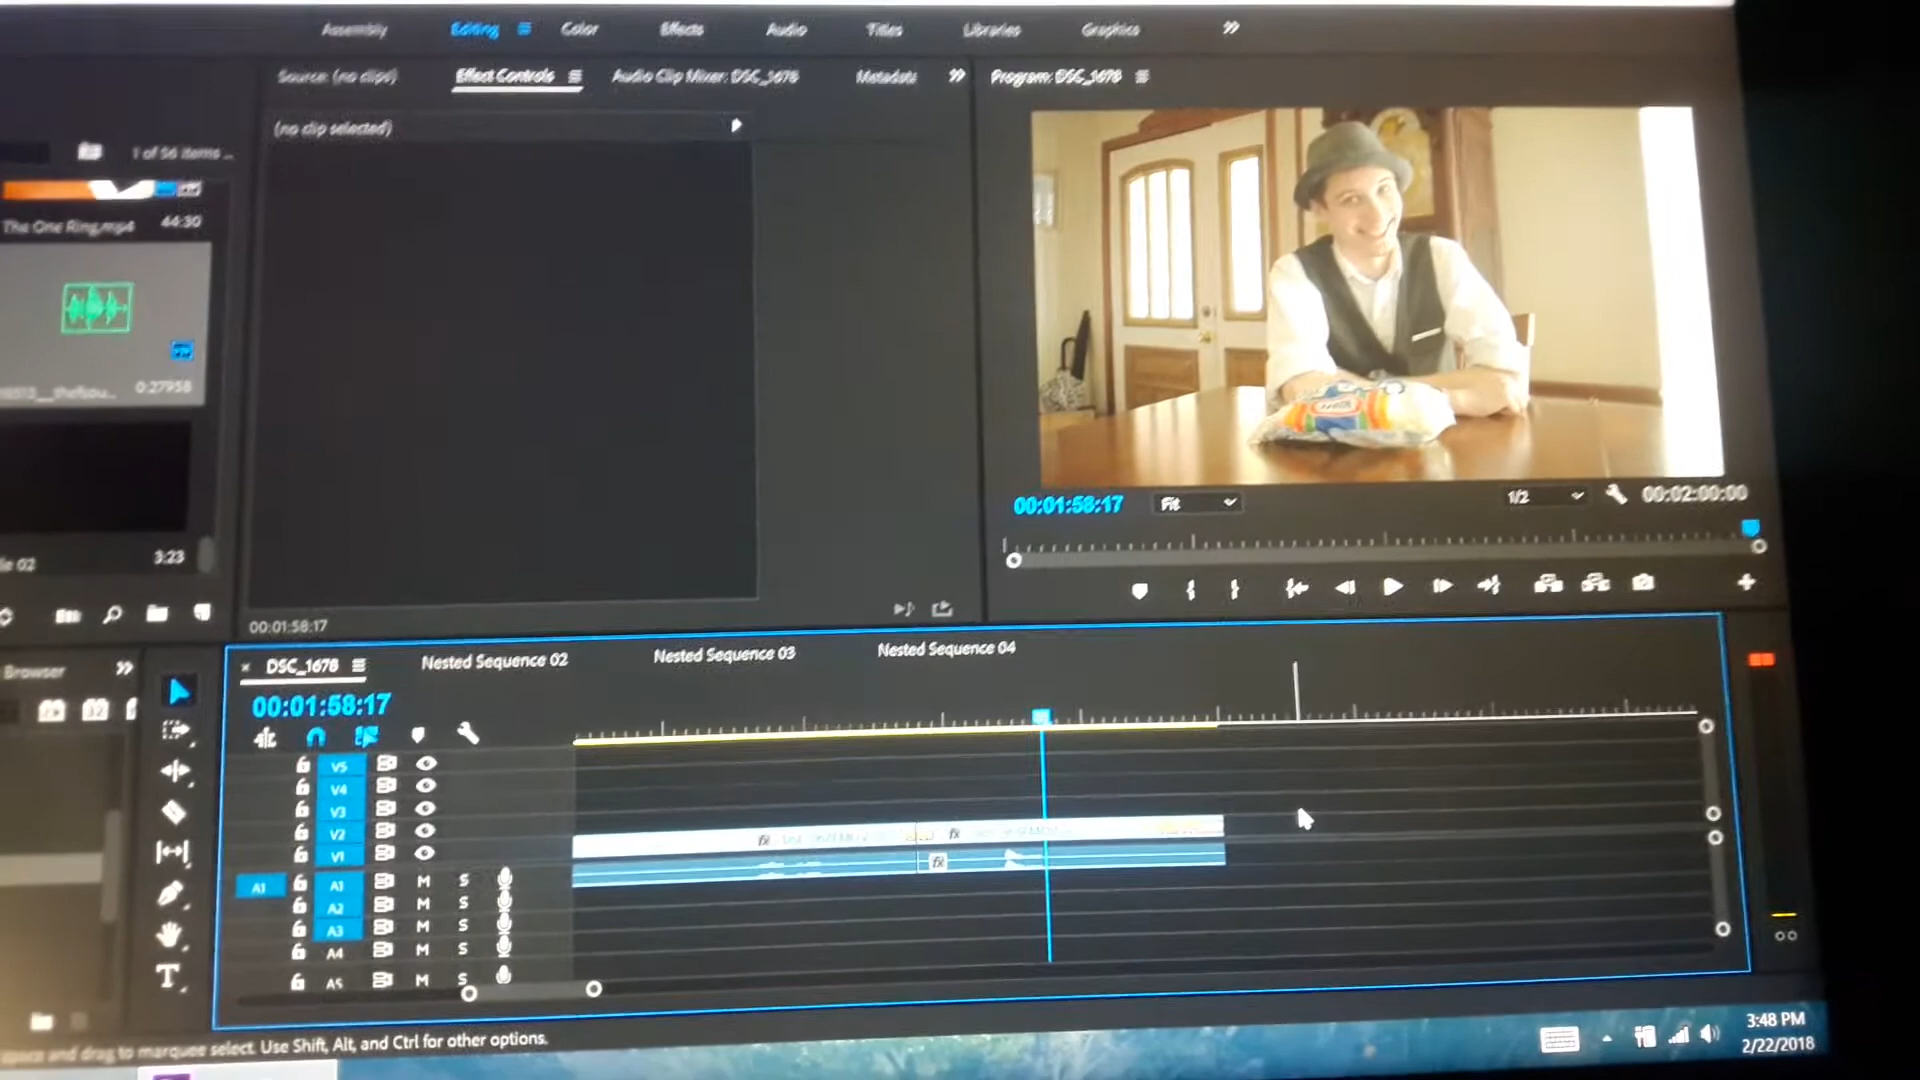 Assembly Editing Color Effects Audio Titles Libraries Graphics
Source: (no clips) Effect Controls Audio Clip Mixer: DSC_1678 Metadata Program: DSC_1678
(no clip selected)
1 of 56 items ...
The One Ring.mp4 44:30
0:27958
02 3:23
00:01:58:17 Fit 1/2 00:02:00:00
00:01:58:17
Browser
DSC_1678 Nested Sequence 02 Nested Sequence 03 Nested Sequence 04
00:01:58:17
V5
V4
V3
V2 fx fx
V1 fx
A1 A1 M S
A2 M S
A3 M S
A4 M S
A5 M S
T
space and drag to marquee select. Use Shift, Alt, and Ctrl for other options.
3:48 PM
2/22/2018